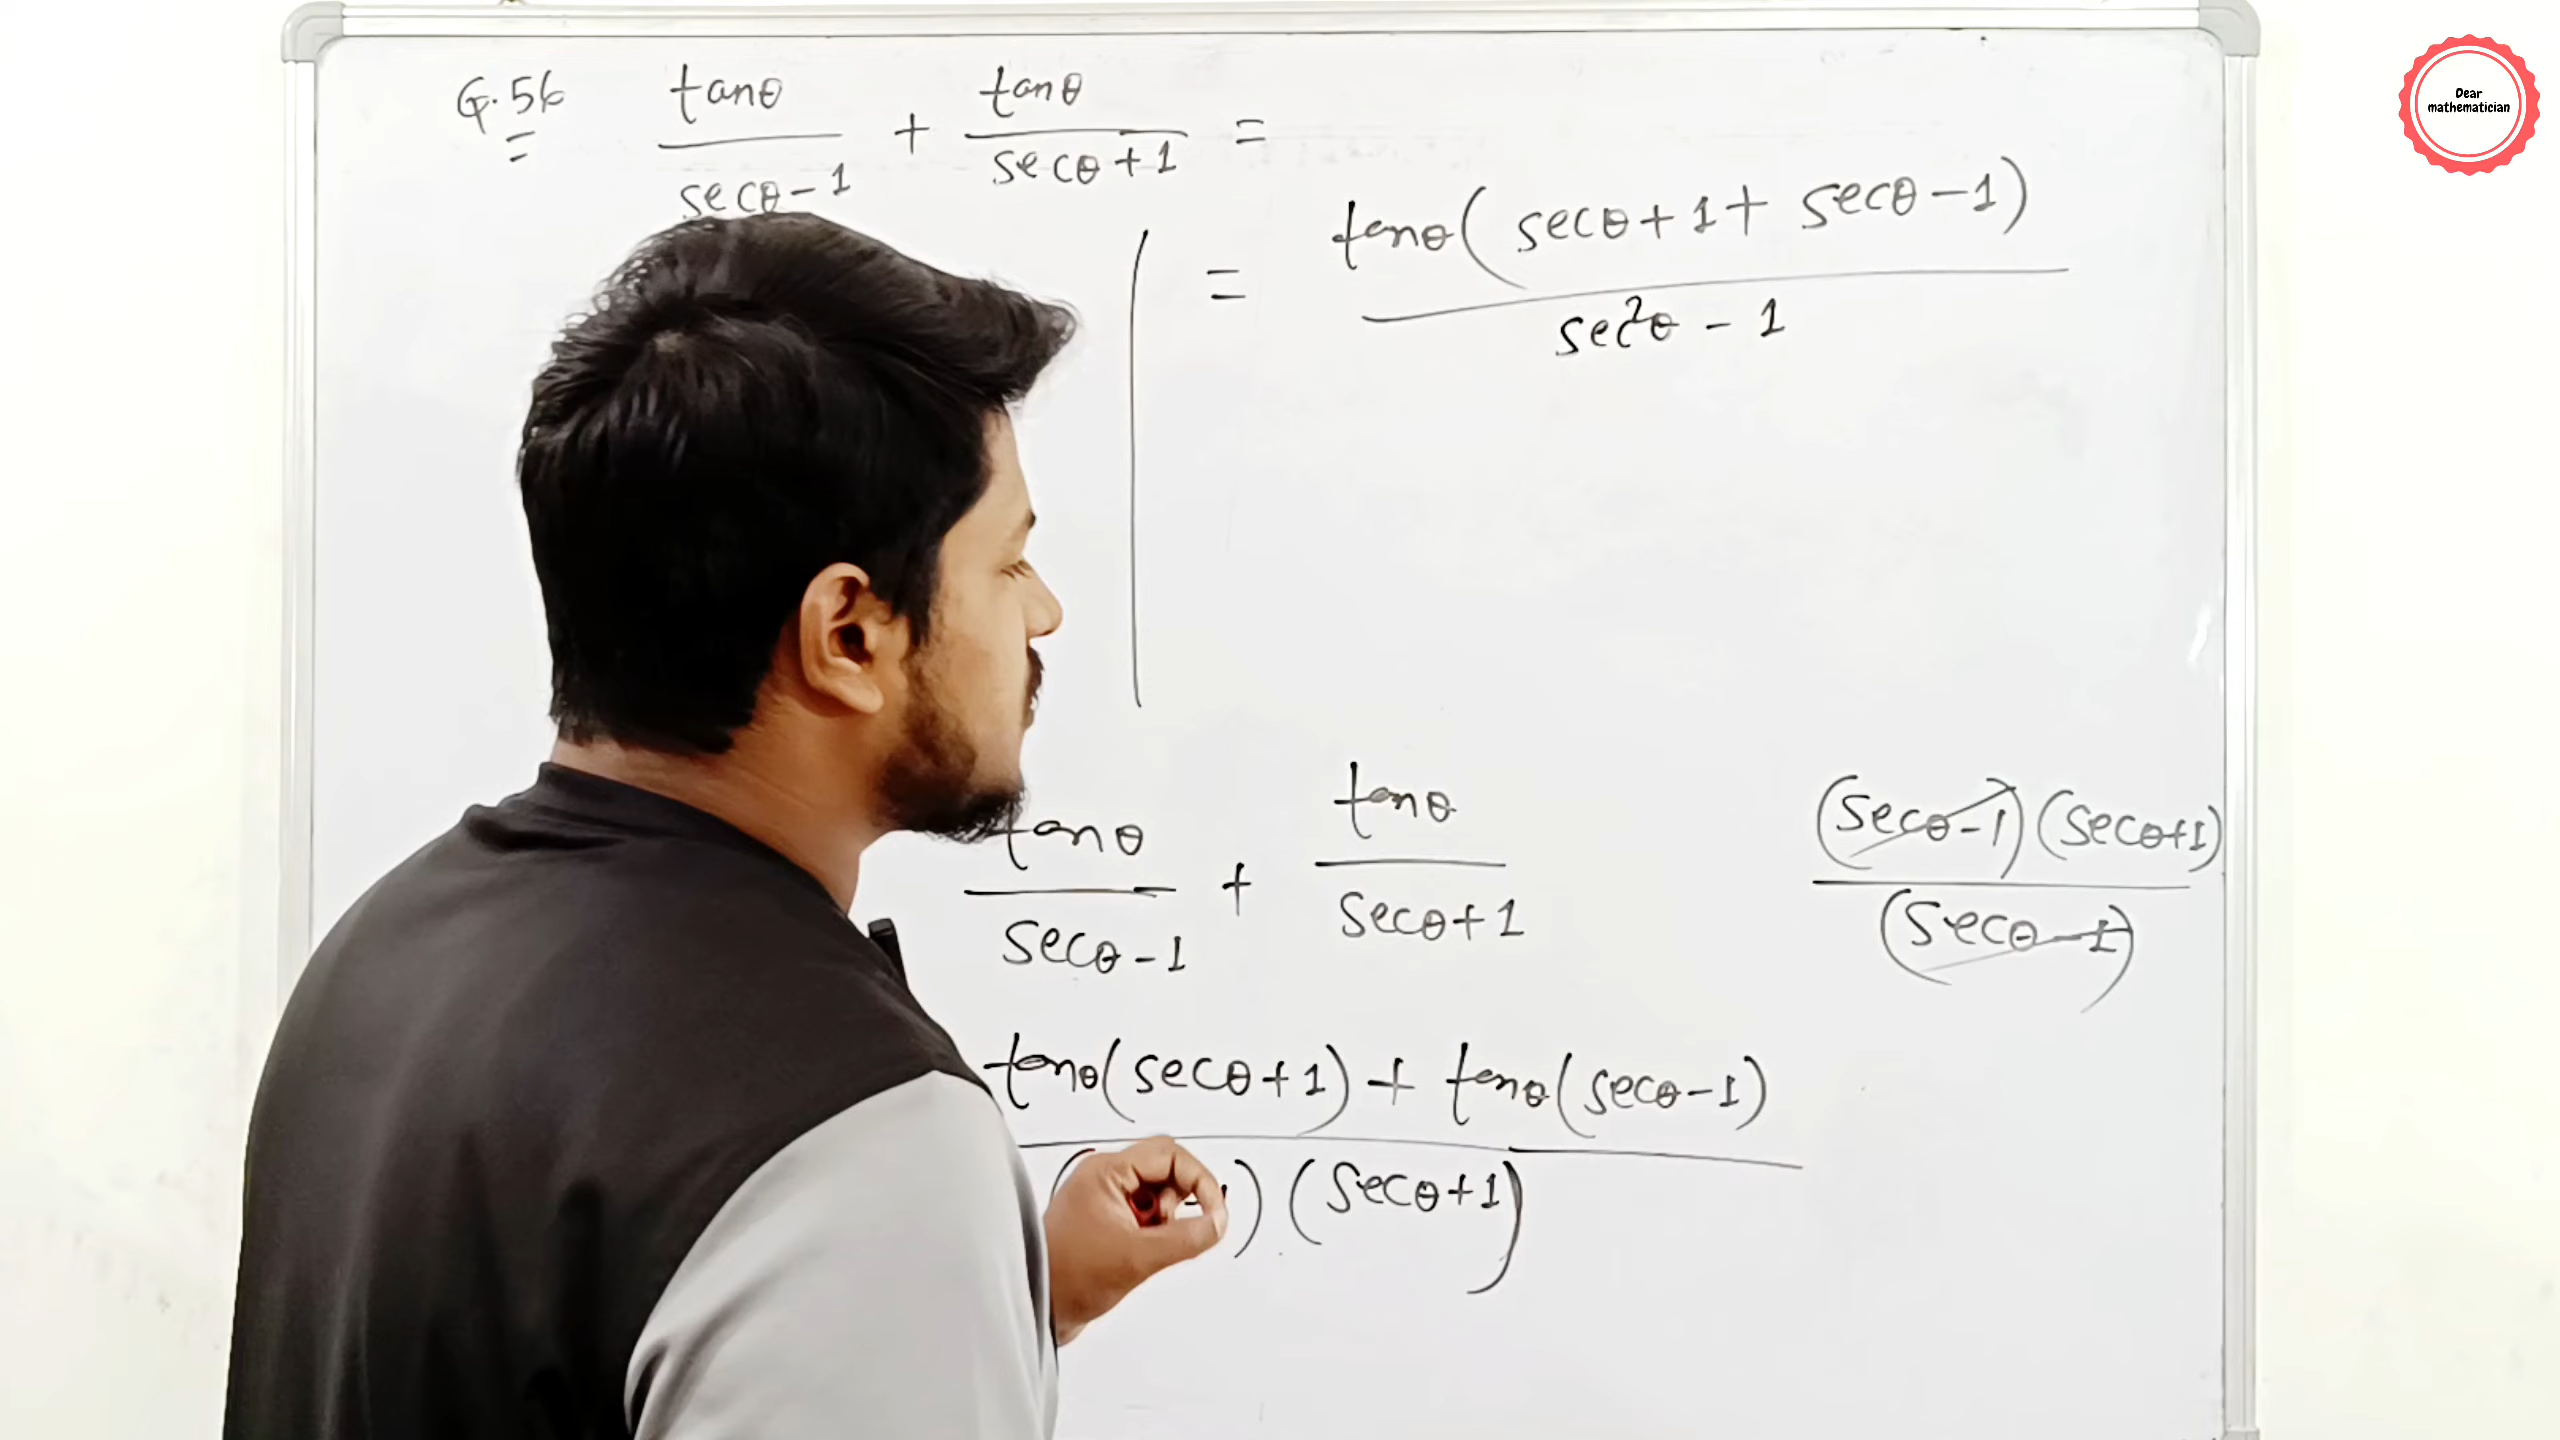 Q.56 tanθ/secθ-1 + tanθ/secθ+1 =
= tanθ(secθ+1+secθ-1)/sec²θ-1
tanθ/secθ-1 + tanθ/secθ+1
(secθ-1)(secθ+1)/(secθ-1)
tanθ(secθ+1)+tanθ(secθ-1)/( -1)(secθ+1)
Dear
mathematician